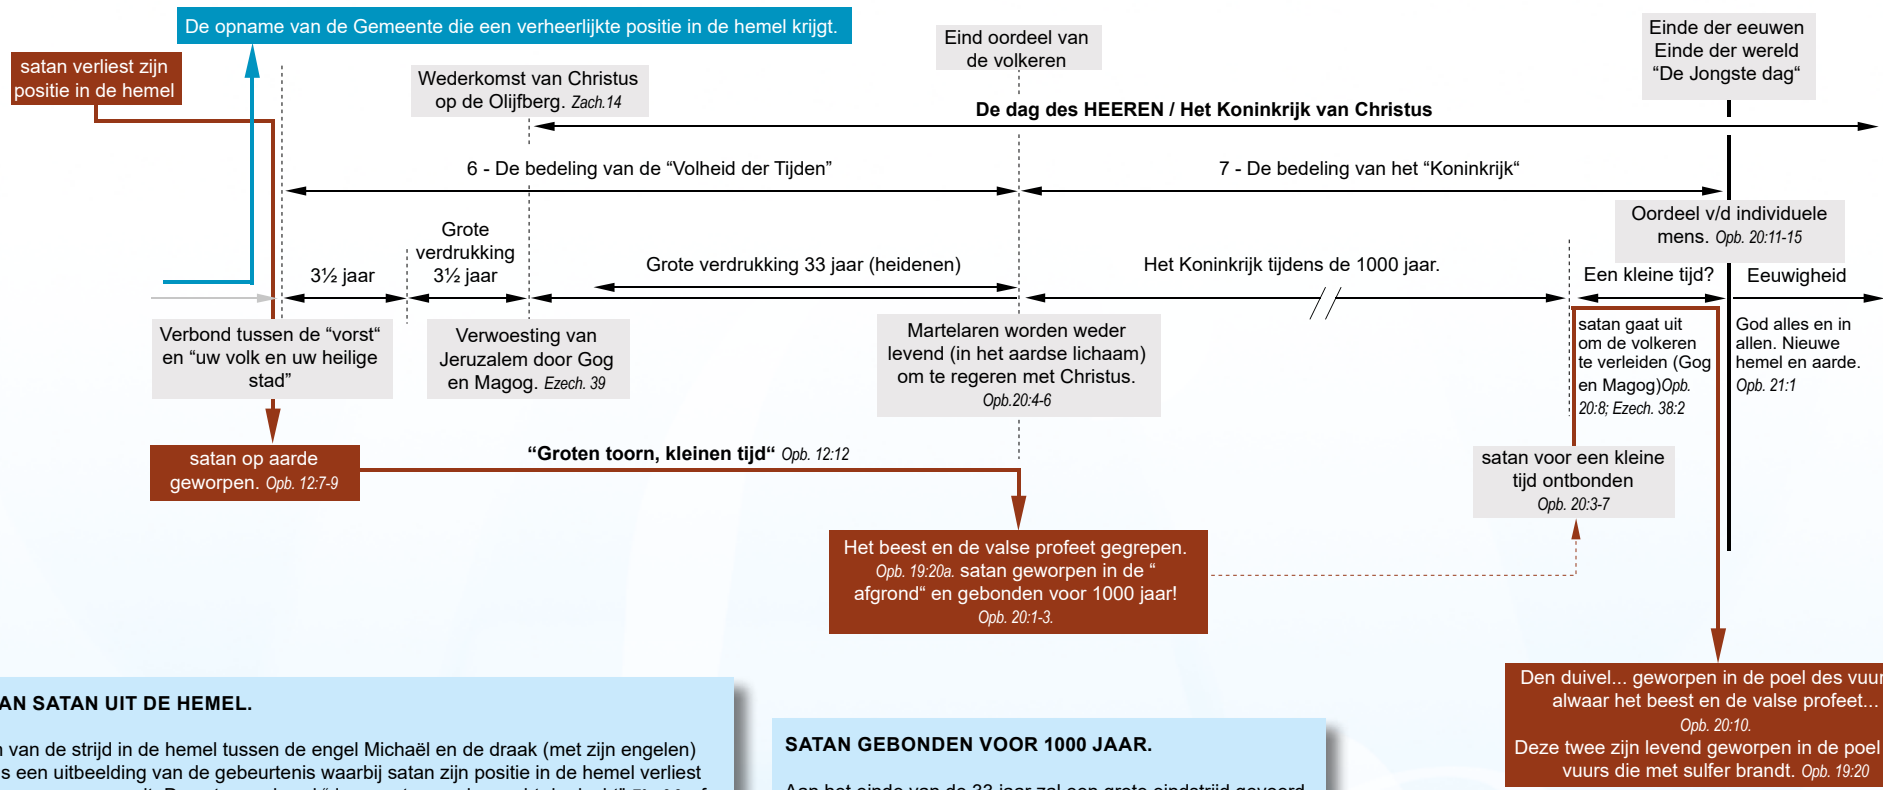 De opname van de Gemeente die een verheerlijkte positie in de hemel krijgt.
satan verliest zijn
positie in de hemel
Wederkomst van Christus
op de Olijfberg. Zach.14
Eind oordeel van
de volkeren
Einde der eeuwen
Einde der wereld
“De Jongste dag“
De dag des HEEREN / Het Koninkrijk van Christus
6 - De bedeling van de “Volheid der Tijden”
7 - De bedeling van het “Koninkrijk“
Oordeel v/d individuele
mens. Opb. 20:11-15
3½ jaar
Grote
verdrukking
3½ jaar
Grote verdrukking 33 jaar (heidenen)
Het Koninkrijk tijdens de 1000 jaar.
Een kleine tijd?
Eeuwigheid
Verbond tussen de “vorst“
en “uw volk en uw heilige
stad”
Verwoesting van
Jeruzalem door Gog
en Magog. Ezech. 39
Martelaren worden weder
levend (in het aardse lichaam)
om te regeren met Christus.
Opb.20:4-6
satan gaat uit
om de volkeren
te verleiden (Gog
en Magog)Opb.
20:8; Ezech. 38:2
God alles en in
allen. Nieuwe
hemel en aarde.
Opb. 21:1
satan op aarde
geworpen. Opb. 12:7-9
“Groten toorn, kleinen tijd“ Opb. 12:12
satan voor een kleine
tijd ontbonden
Opb. 20:3-7
Het beest en de valse profeet gegrepen.
Opb. 19:20a. satan geworpen in de “
afgrond“ en gebonden voor 1000 jaar!
Opb. 20:1-3.
Den duivel... geworpen in de poel des vuur
alwaar het beest en de valse profeet...
Opb. 20:10.
Deze twee zijn levend geworpen in de poel
vuurs die met sulfer brandt. Opb. 19:20
AN SATAN UIT DE HEMEL.
van de strijd in de hemel tussen de engel Michaël en de draak (met zijn engelen)
s een uitbeelding van de gebeurtenis waarbij satan zijn positie in de hemel verliest
SATAN GEBONDEN VOOR 1000 JAAR.
Aan het einde van de 33 jaar zal een grote eindstrijd gevoerd